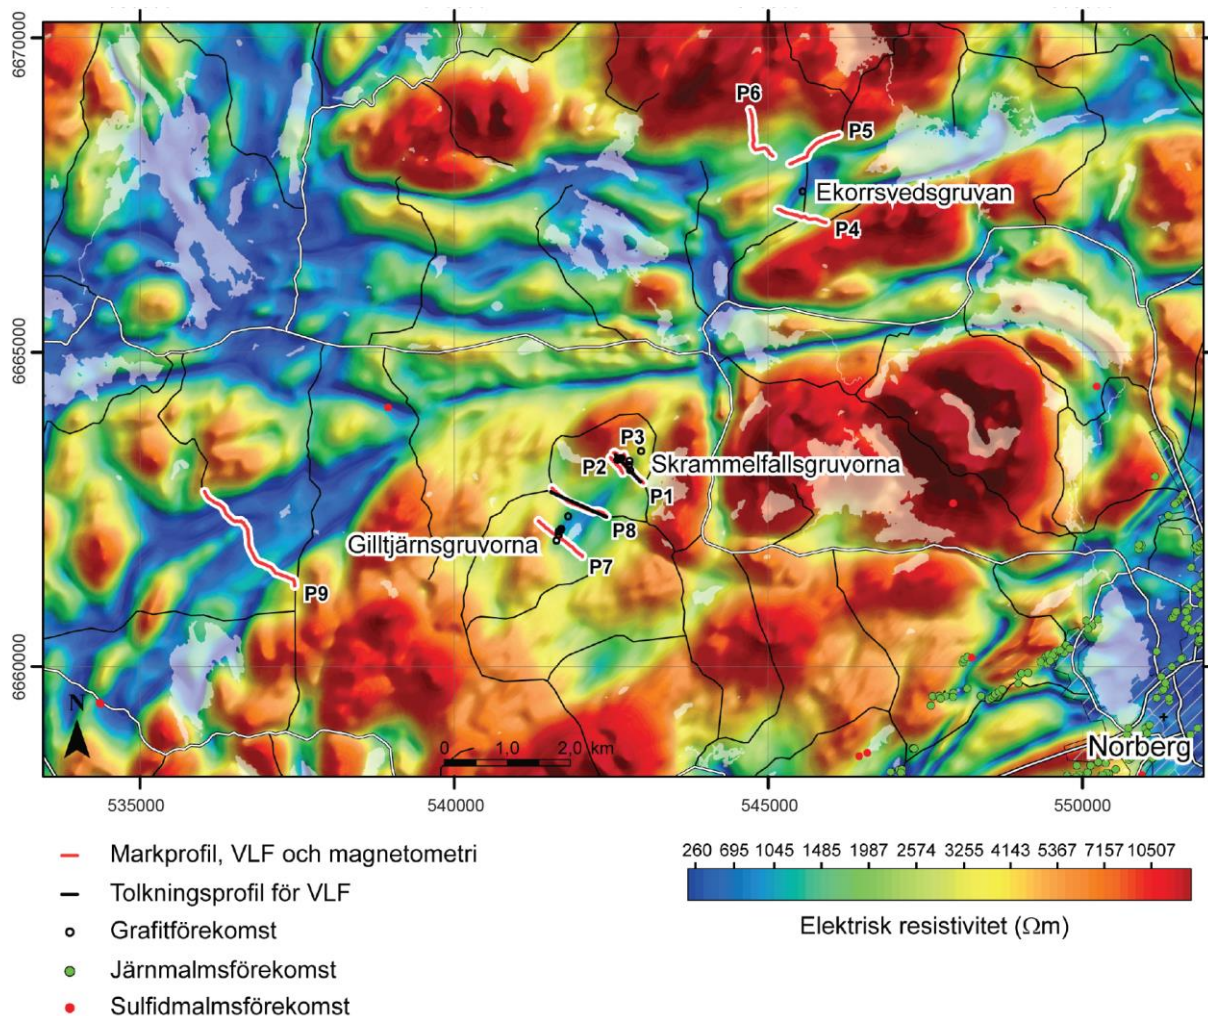 6670000
6665000
6660000
P6
P5
Ekorrsvedsgruvan
P4
P3
P2
Skrammelfallsgruvorna
P1
P8
Gilltjärnsgruvorna
P7
P9
N
0 1,0 2,0 km
Norberg
535000 540000 545000 550000
Markprofil, VLF och magnetometri
Tolkningsprofil för VLF
Grafitförekomst
Järnmalmsförekomst
Sulfidmalmsförekomst
260 695 1045 1485 1987 2574 3255 4143 5367 7157 10507
Elektrisk resistivitet (Ωm)